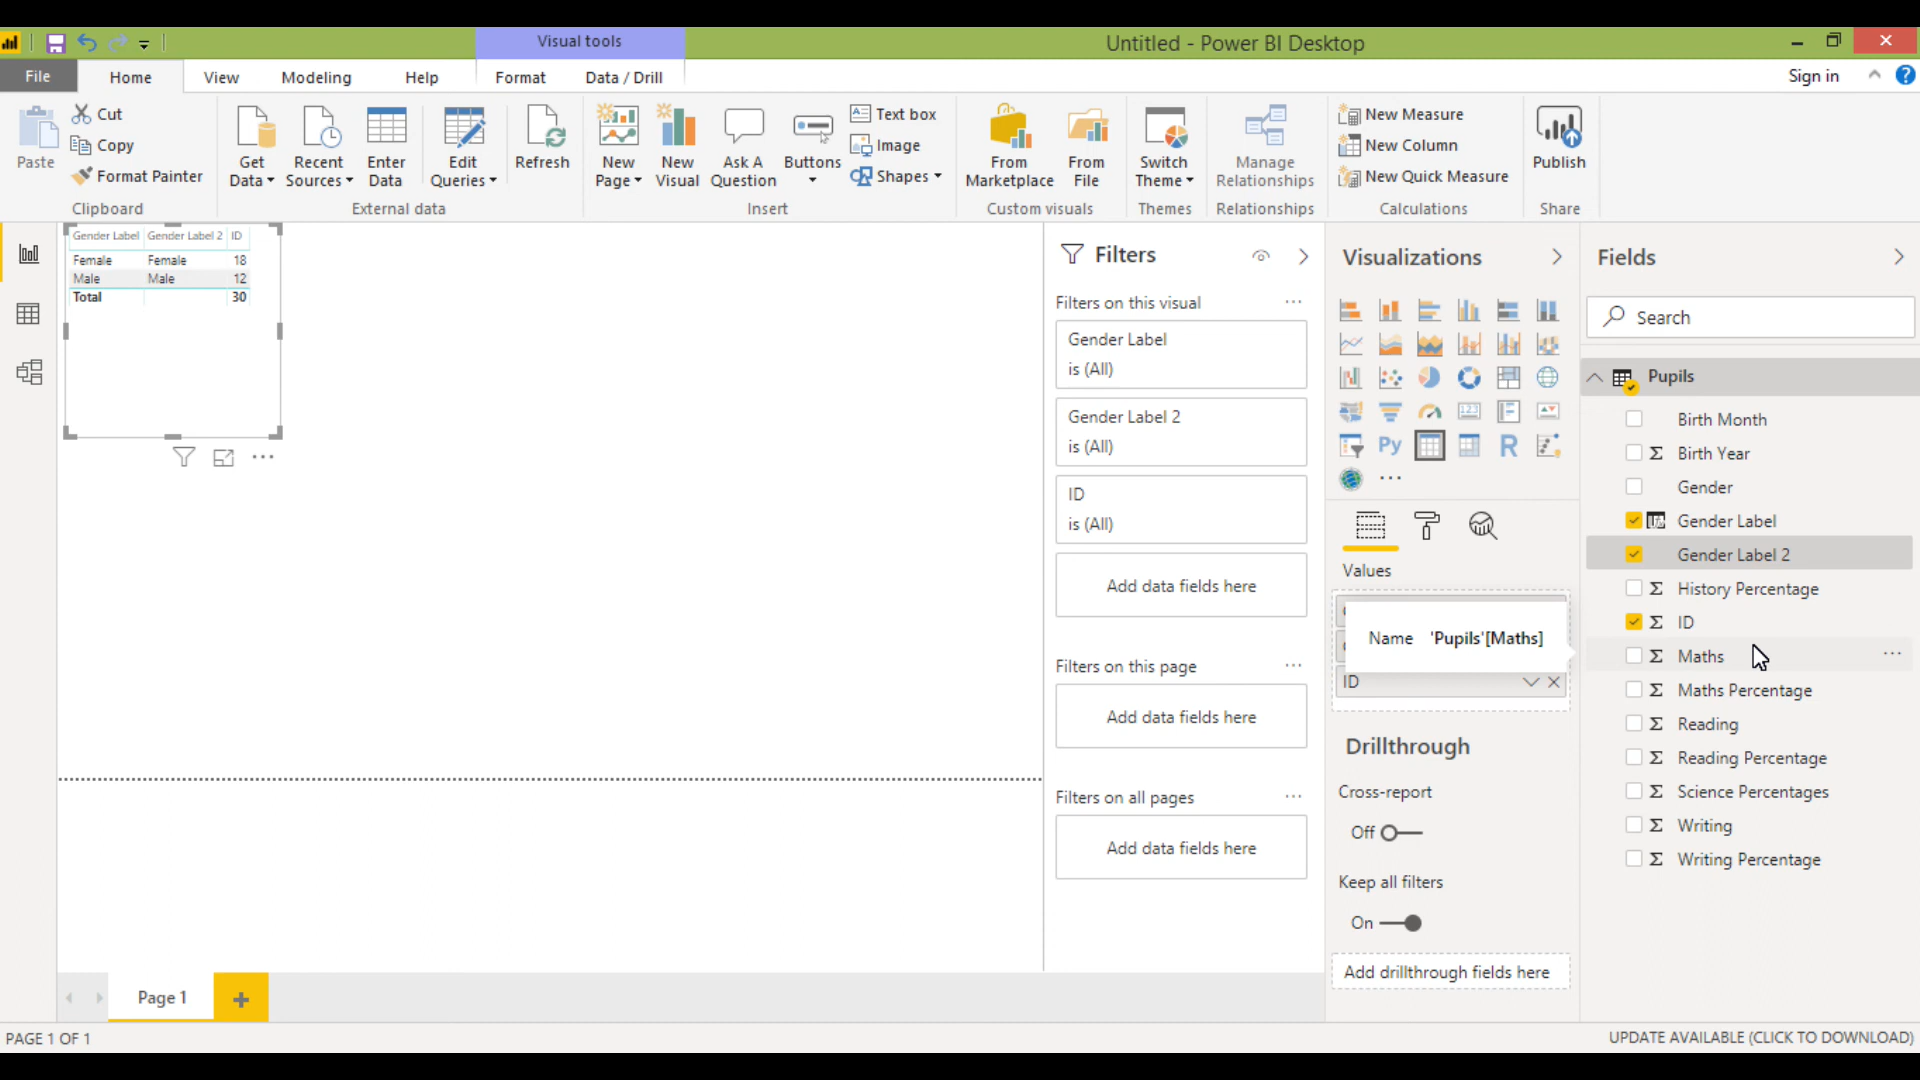 Visual tools
Untitled - Power BI Desktop
File
Home
View
Modeling
Help
Format
Data / Drill
Sign in
Paste
Cut
Copy
Format Painter
Clipboard
Get Data
Recent Sources
Enter Data
Edit Queries
Refresh
External data
New Page
New Visual
Ask A Question
Buttons
Text box
Image
Shapes
Insert
From Marketplace
From File
Custom visuals
Switch Theme
Themes
Manage Relationships
Relationships
New Measure
New Column
New Quick Measure
Calculations
Publish
Share
Gender Label Gender Label 2 ID
Female Female 18
Male Male 12
Total 30
Filters
Filters on this visual
Gender Label
is (All)
Gender Label 2
is (All)
ID
is (All)
Add data fields here
Filters on this page
Add data fields here
Filters on all pages
Add data fields here
Visualizations
Py
R
123
Values
Name 'Pupils'[Maths]
ID
Drillthrough
Cross-report
Off
Keep all filters
On
Add drillthrough fields here
Fields
Search
Pupils
Birth Month
Σ Birth Year
Gender
Gender Label
Gender Label 2
Σ History Percentage
Σ ID
Σ Maths
Σ Maths Percentage
Σ Reading
Σ Reading Percentage
Σ Science Percentages
Σ Writing
Σ Writing Percentage
Page 1
PAGE 1 OF 1
UPDATE AVAILABLE (CLICK TO DOWNLOAD)